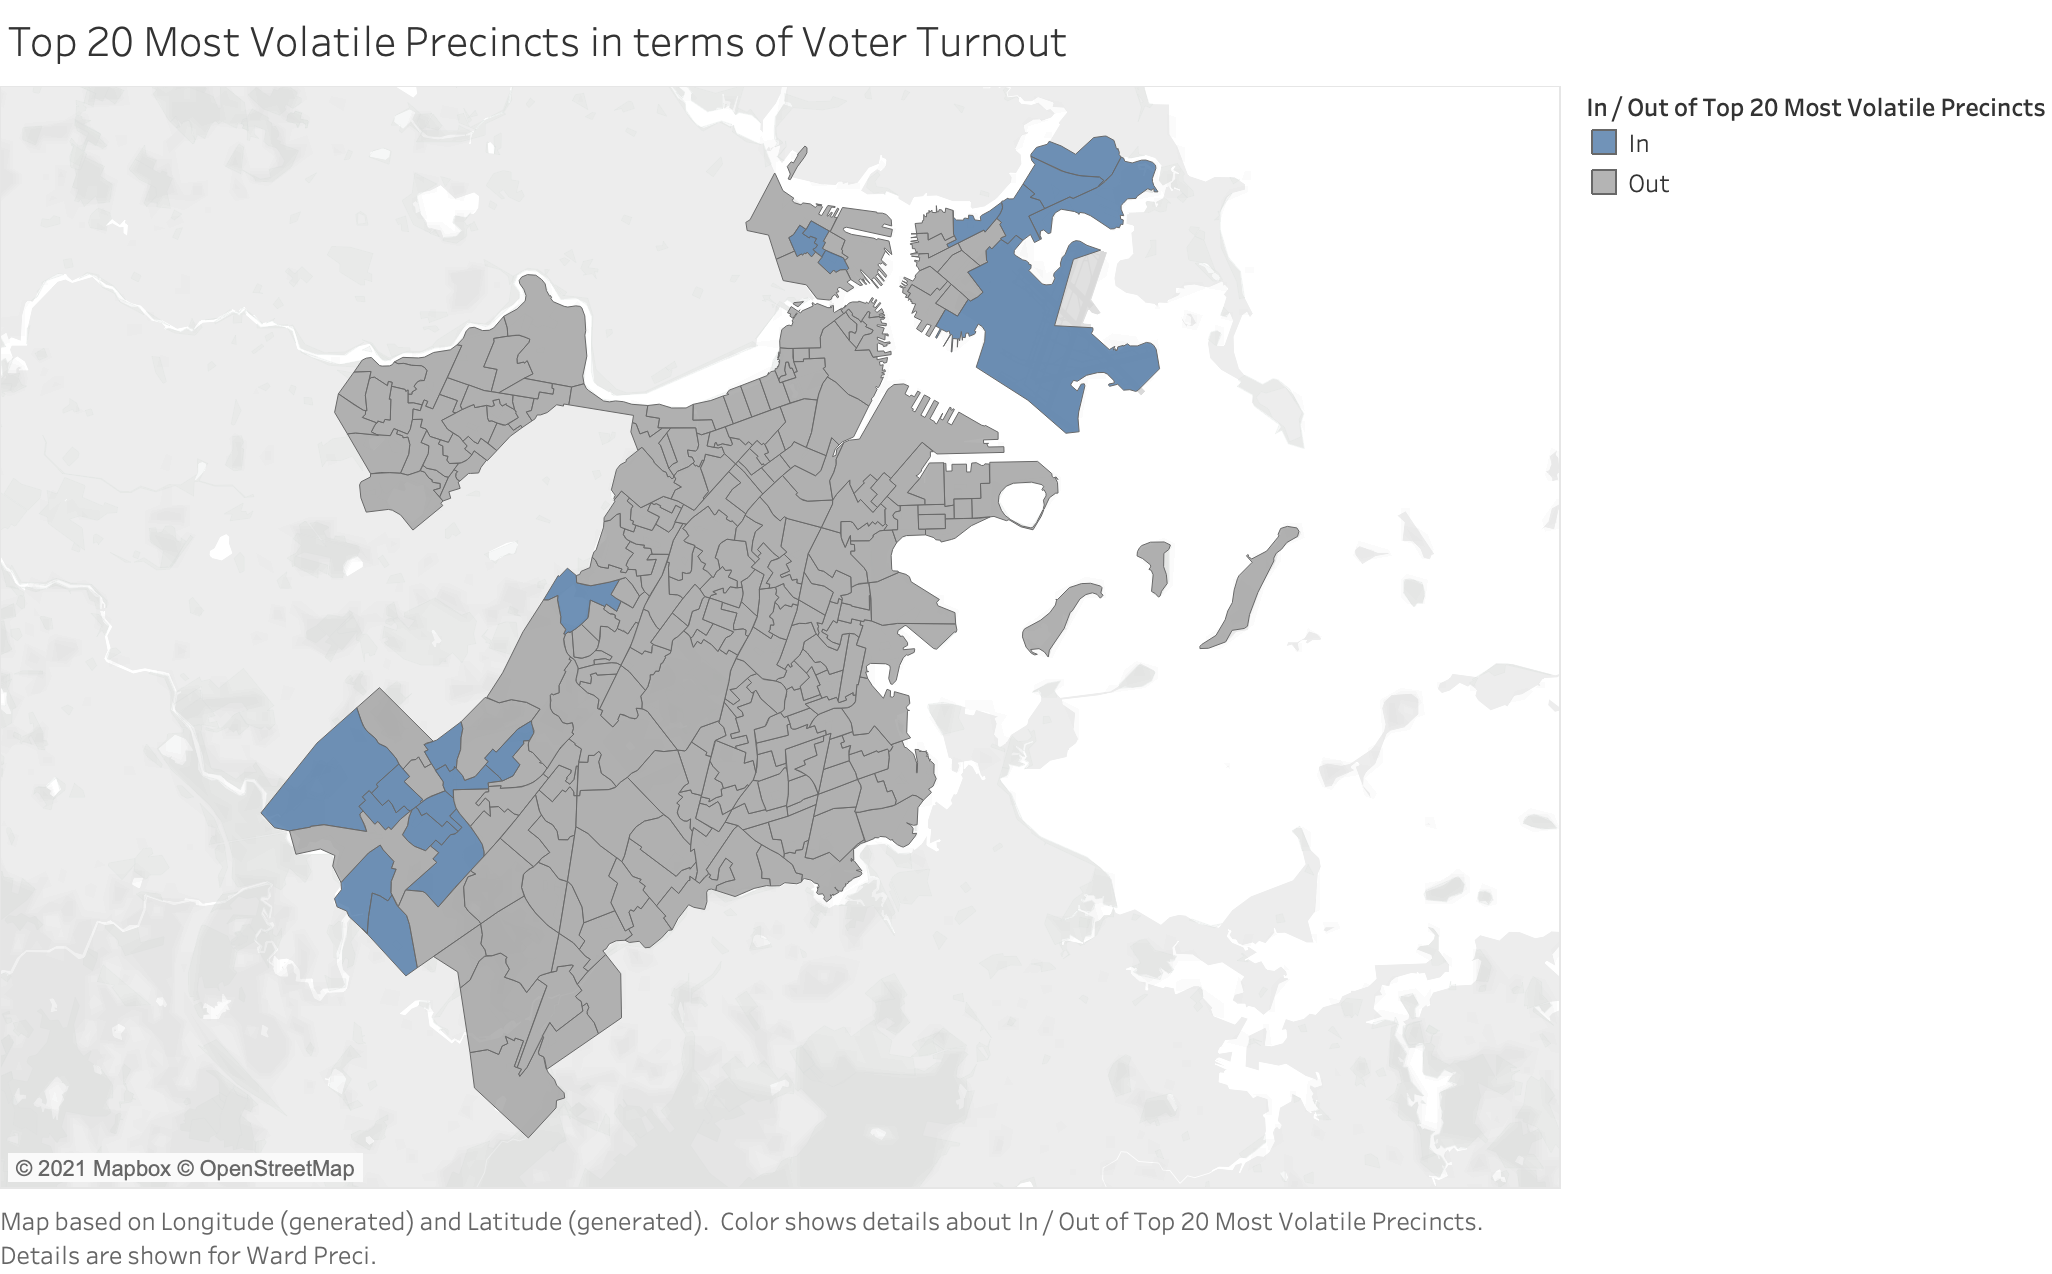 Top 20 Most Volatile Precincts in terms of Voter Turnout
In / Out of Top 20 Most Volatile Precincts
In
Out
© 2021 Mapbox © OpenStreetMap
Map based on Longitude (generated) and Latitude (generated).  Color shows details about In / Out of Top 20 Most Volatile Precincts.
Details are shown for Ward Preci.